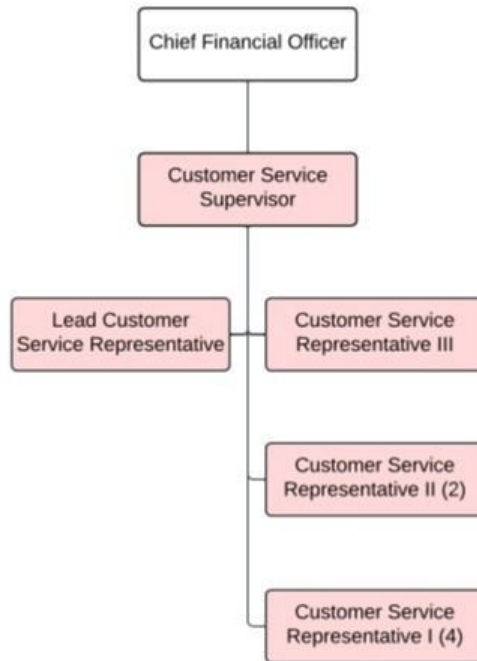 Chief Financial Officer
Customer Service
Supervisor
Lead Customer
Service Representative
Customer Service
Representative III
Customer Service
Representative II (2)
Customer Service
Representative I (4)